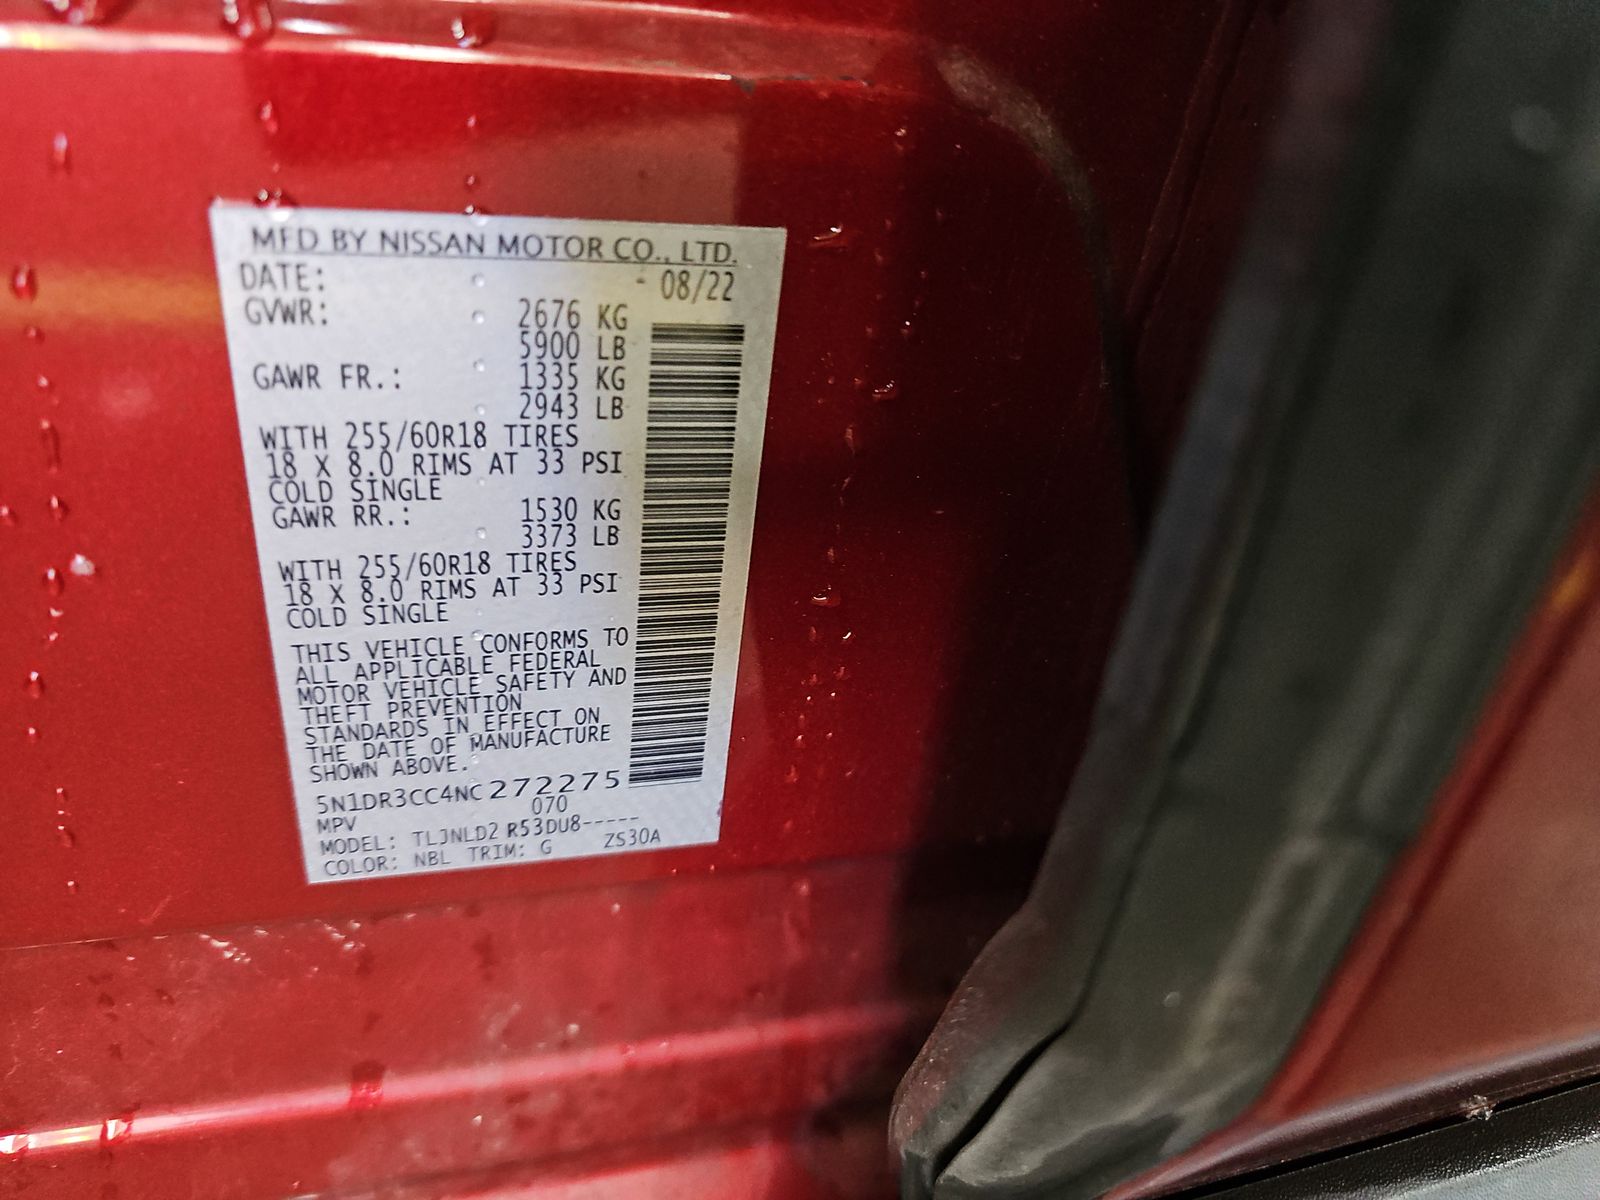 MFD BY NISSAN MOTOR CO., LTD.
DATE: - 08/22
GVWR: 2676 KG
5900 LB
GAWR FR.: 1335 KG
2943 LB
WITH 255/60R18 TIRES
18 X 8.0 RIMS AT 33 PSI
COLD SINGLE
GAWR RR.: 1530 KG
3373 LB
WITH 255/60R18 TIRES
18 X 8.0 RIMS AT 33 PSI
COLD SINGLE
THIS VEHICLE CONFORMS TO
ALL APPLICABLE FEDERAL
MOTOR VEHICLE SAFETY AND
THEFT PREVENTION
STANDARDS IN EFFECT ON
THE DATE OF MANUFACTURE
SHOWN ABOVE.
5N1DR3CC4NC272275
MPV 070
MODEL: TLJNLD2 R53DU8-----
COLOR: NBL TRIM: G ZS30A